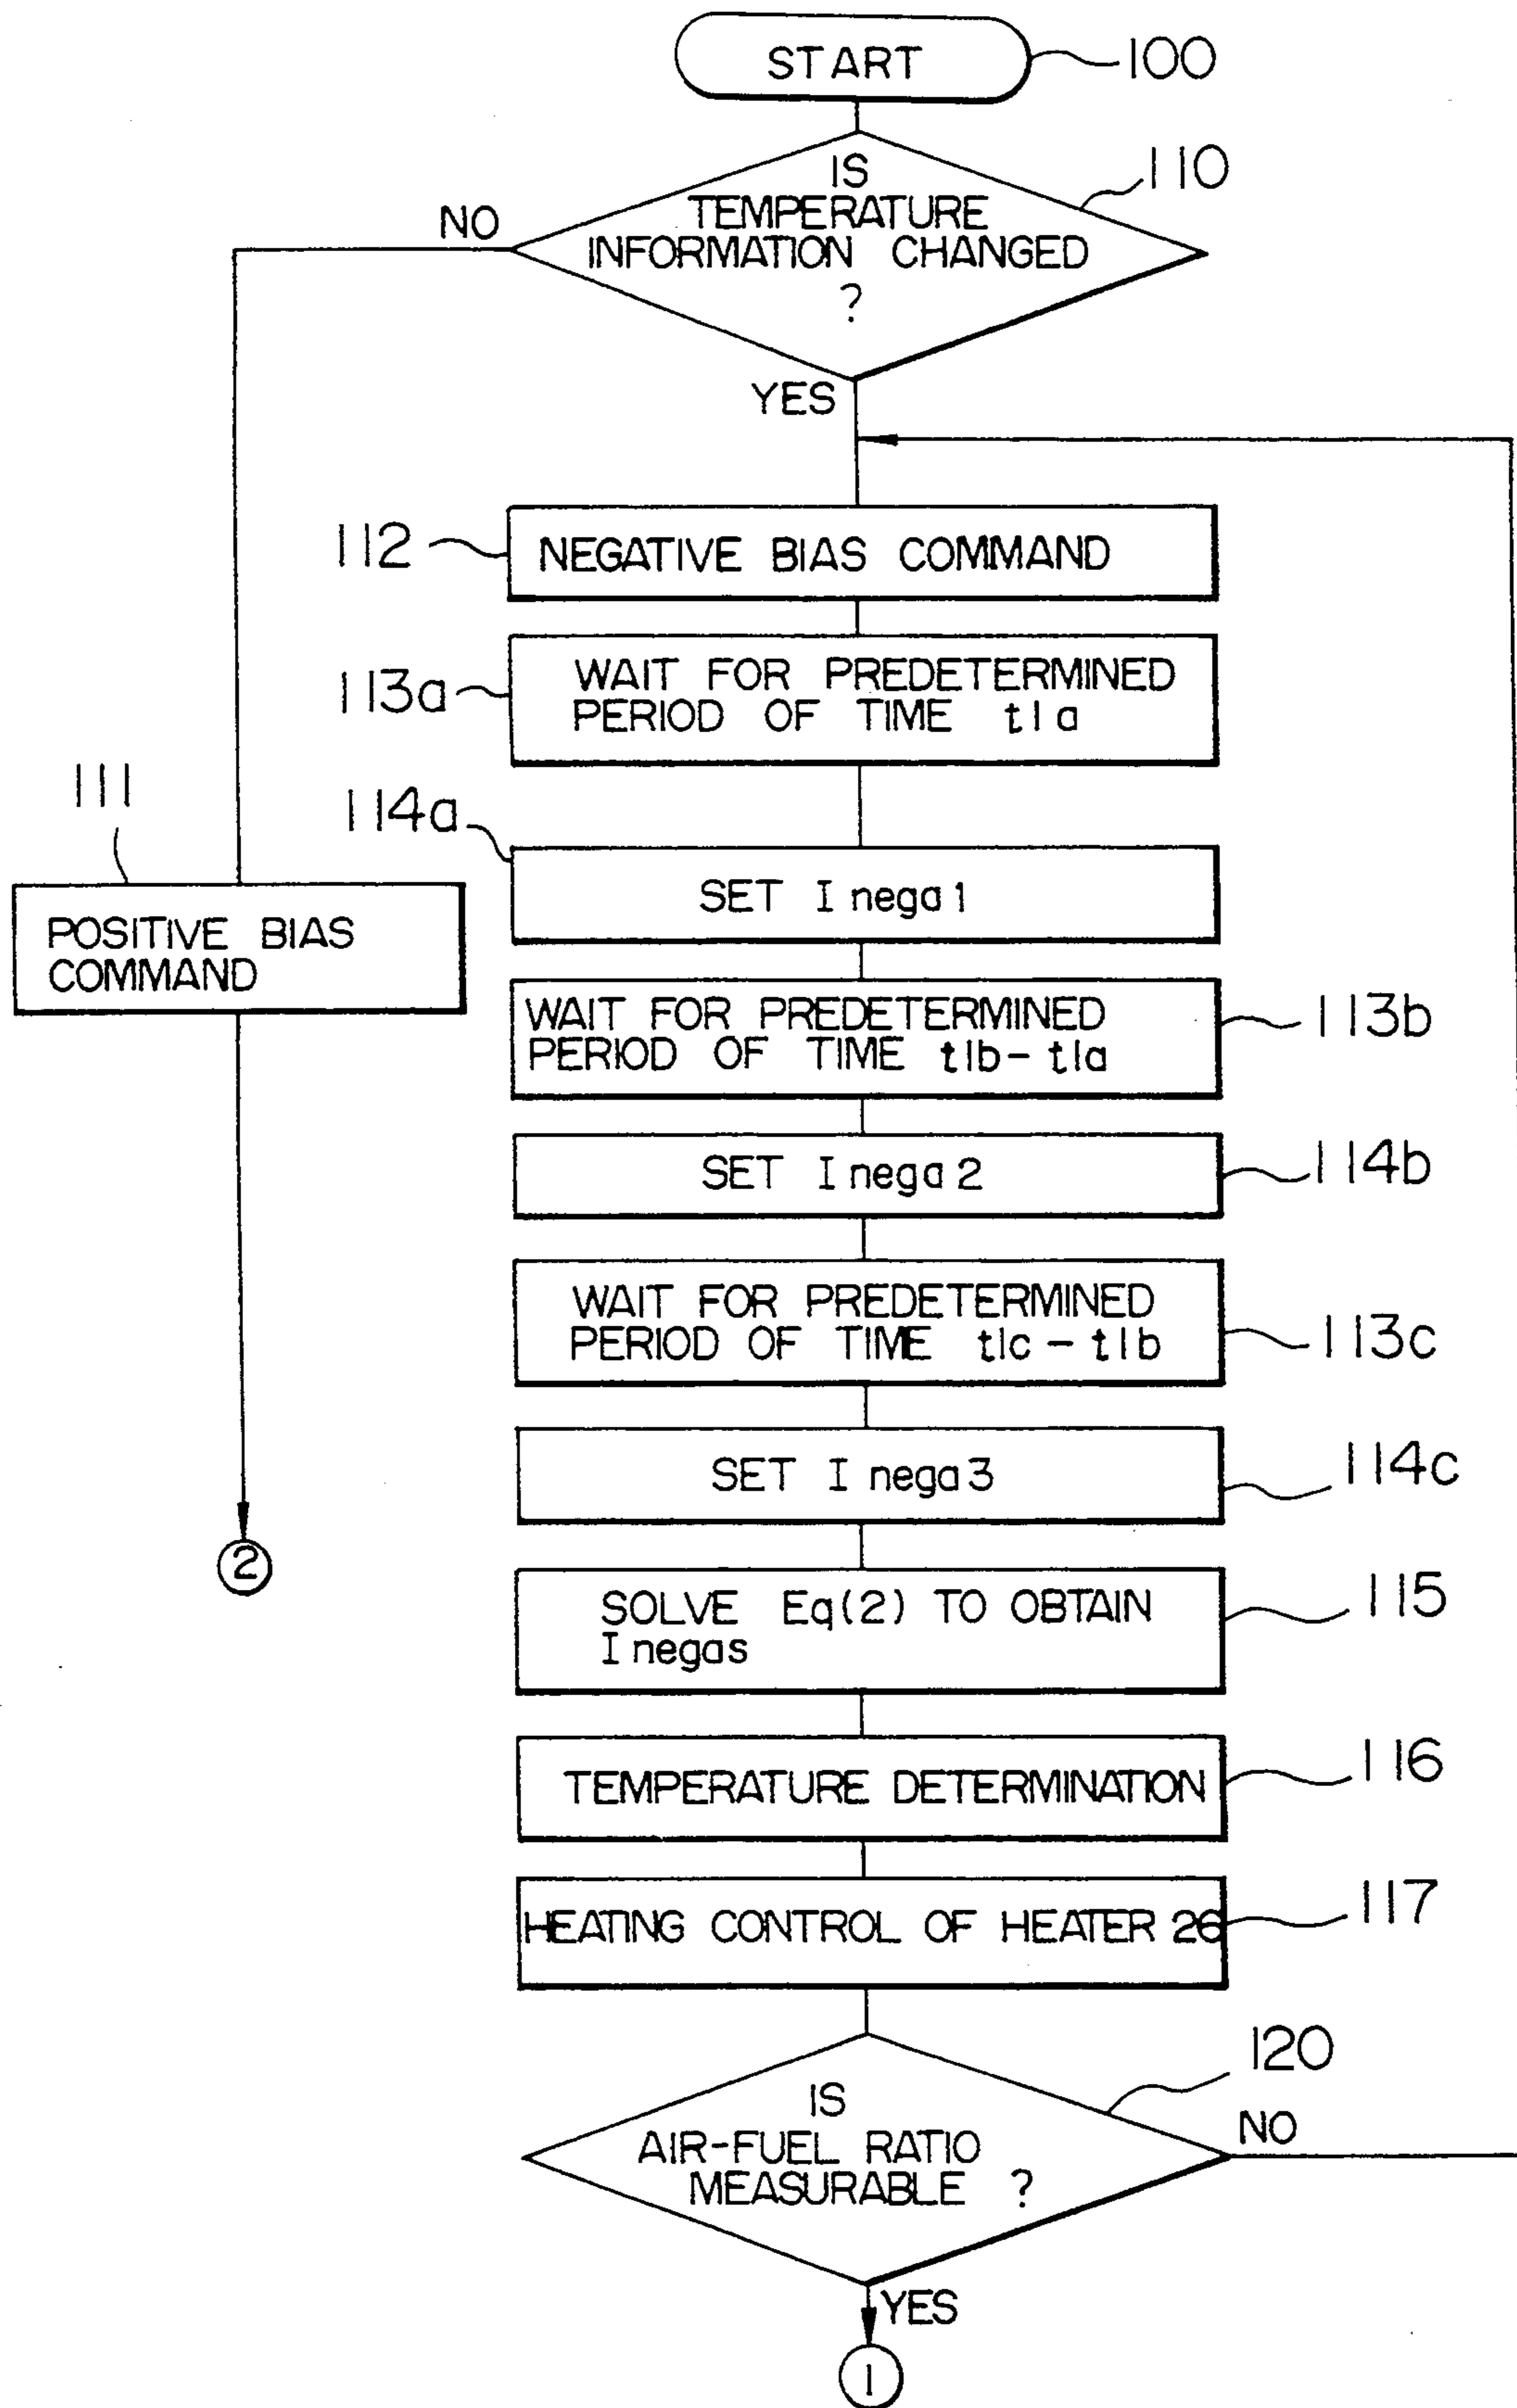 START
100
IS
TEMPERATURE
INFORMATION CHANGED
?
110
NO
YES
112
NEGATIVE BIAS COMMAND
113a
WAIT FOR PREDETERMINED
PERIOD OF TIME t1a
111
POSITIVE BIAS
COMMAND
114a
SET I nega1
WAIT FOR PREDETERMINED
PERIOD OF TIME t1b - t1a
113b
SET I nega2
114b
WAIT FOR PREDETERMINED
PERIOD OF TIME t1c - t1b
113c
SET I nega3
114c
2
SOLVE Eq(2) TO OBTAIN
I negas
115
TEMPERATURE DETERMINATION
116
HEATING CONTROL OF HEATER 26
117
120
IS
AIR-FUEL RATIO
MEASURABLE ?
NO
YES
1